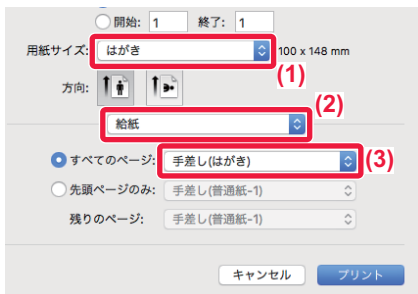 開始: 1 終了: 1
用紙サイズ: はがき 100 x 148 mm
(1)
方向:
(2)
給紙
すべてのページ: 手差し(はがき) (3)
先頭ページのみ: 手差し(普通紙-1)
残りのページ: 手差し(普通紙-1)
キャンセル プリント